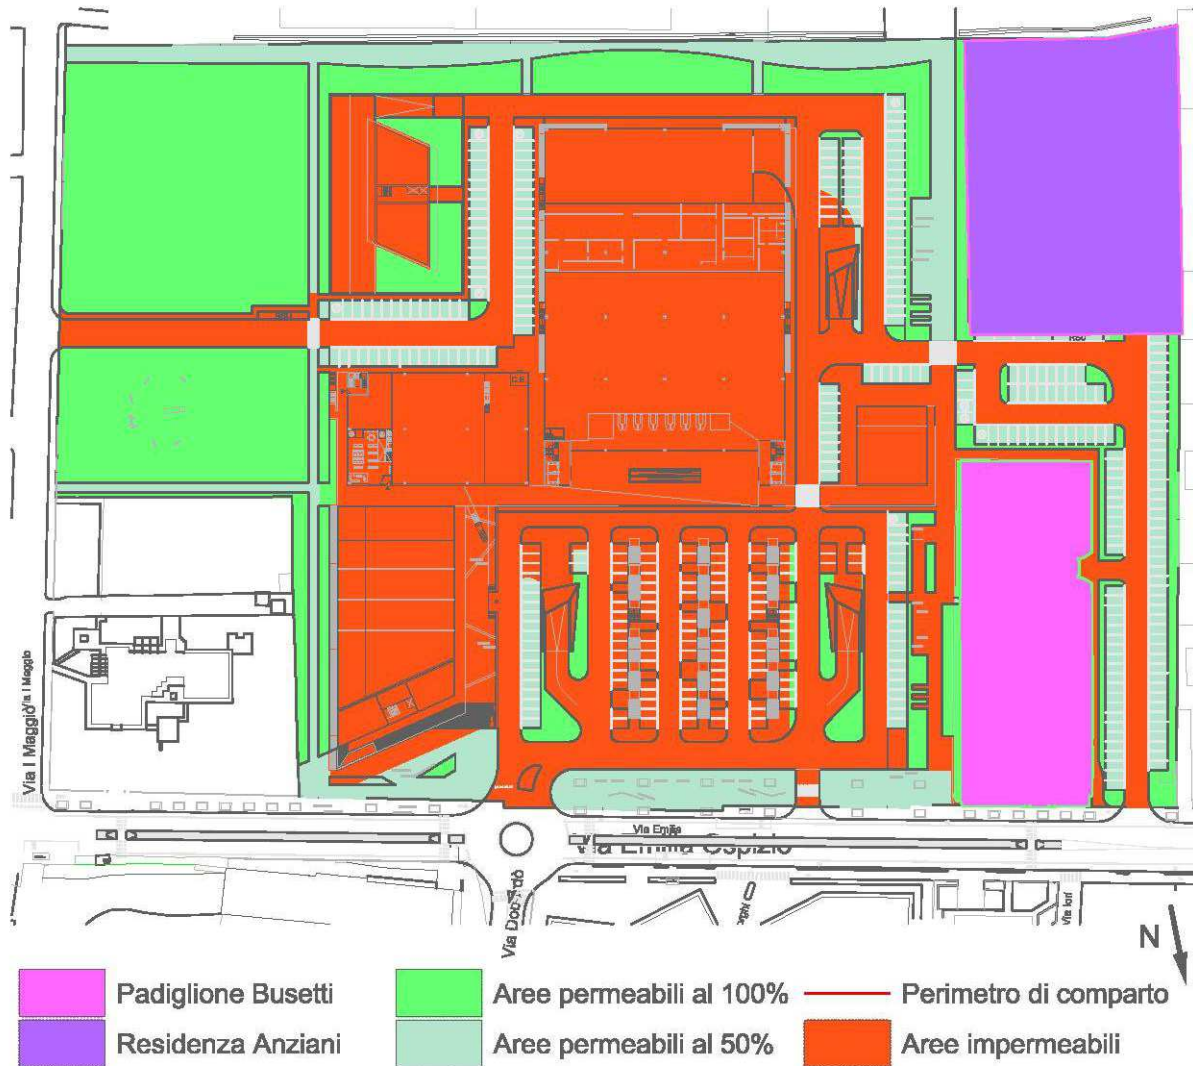 Via I Maggio
Via I Maggio
Via Emilia
Via Emilia Ospizio
N
Padiglione Busetti
Aree permeabili al 100%
Perimetro di comparto
Residenza Anziani
Aree permeabili al 50%
Aree impermeabili